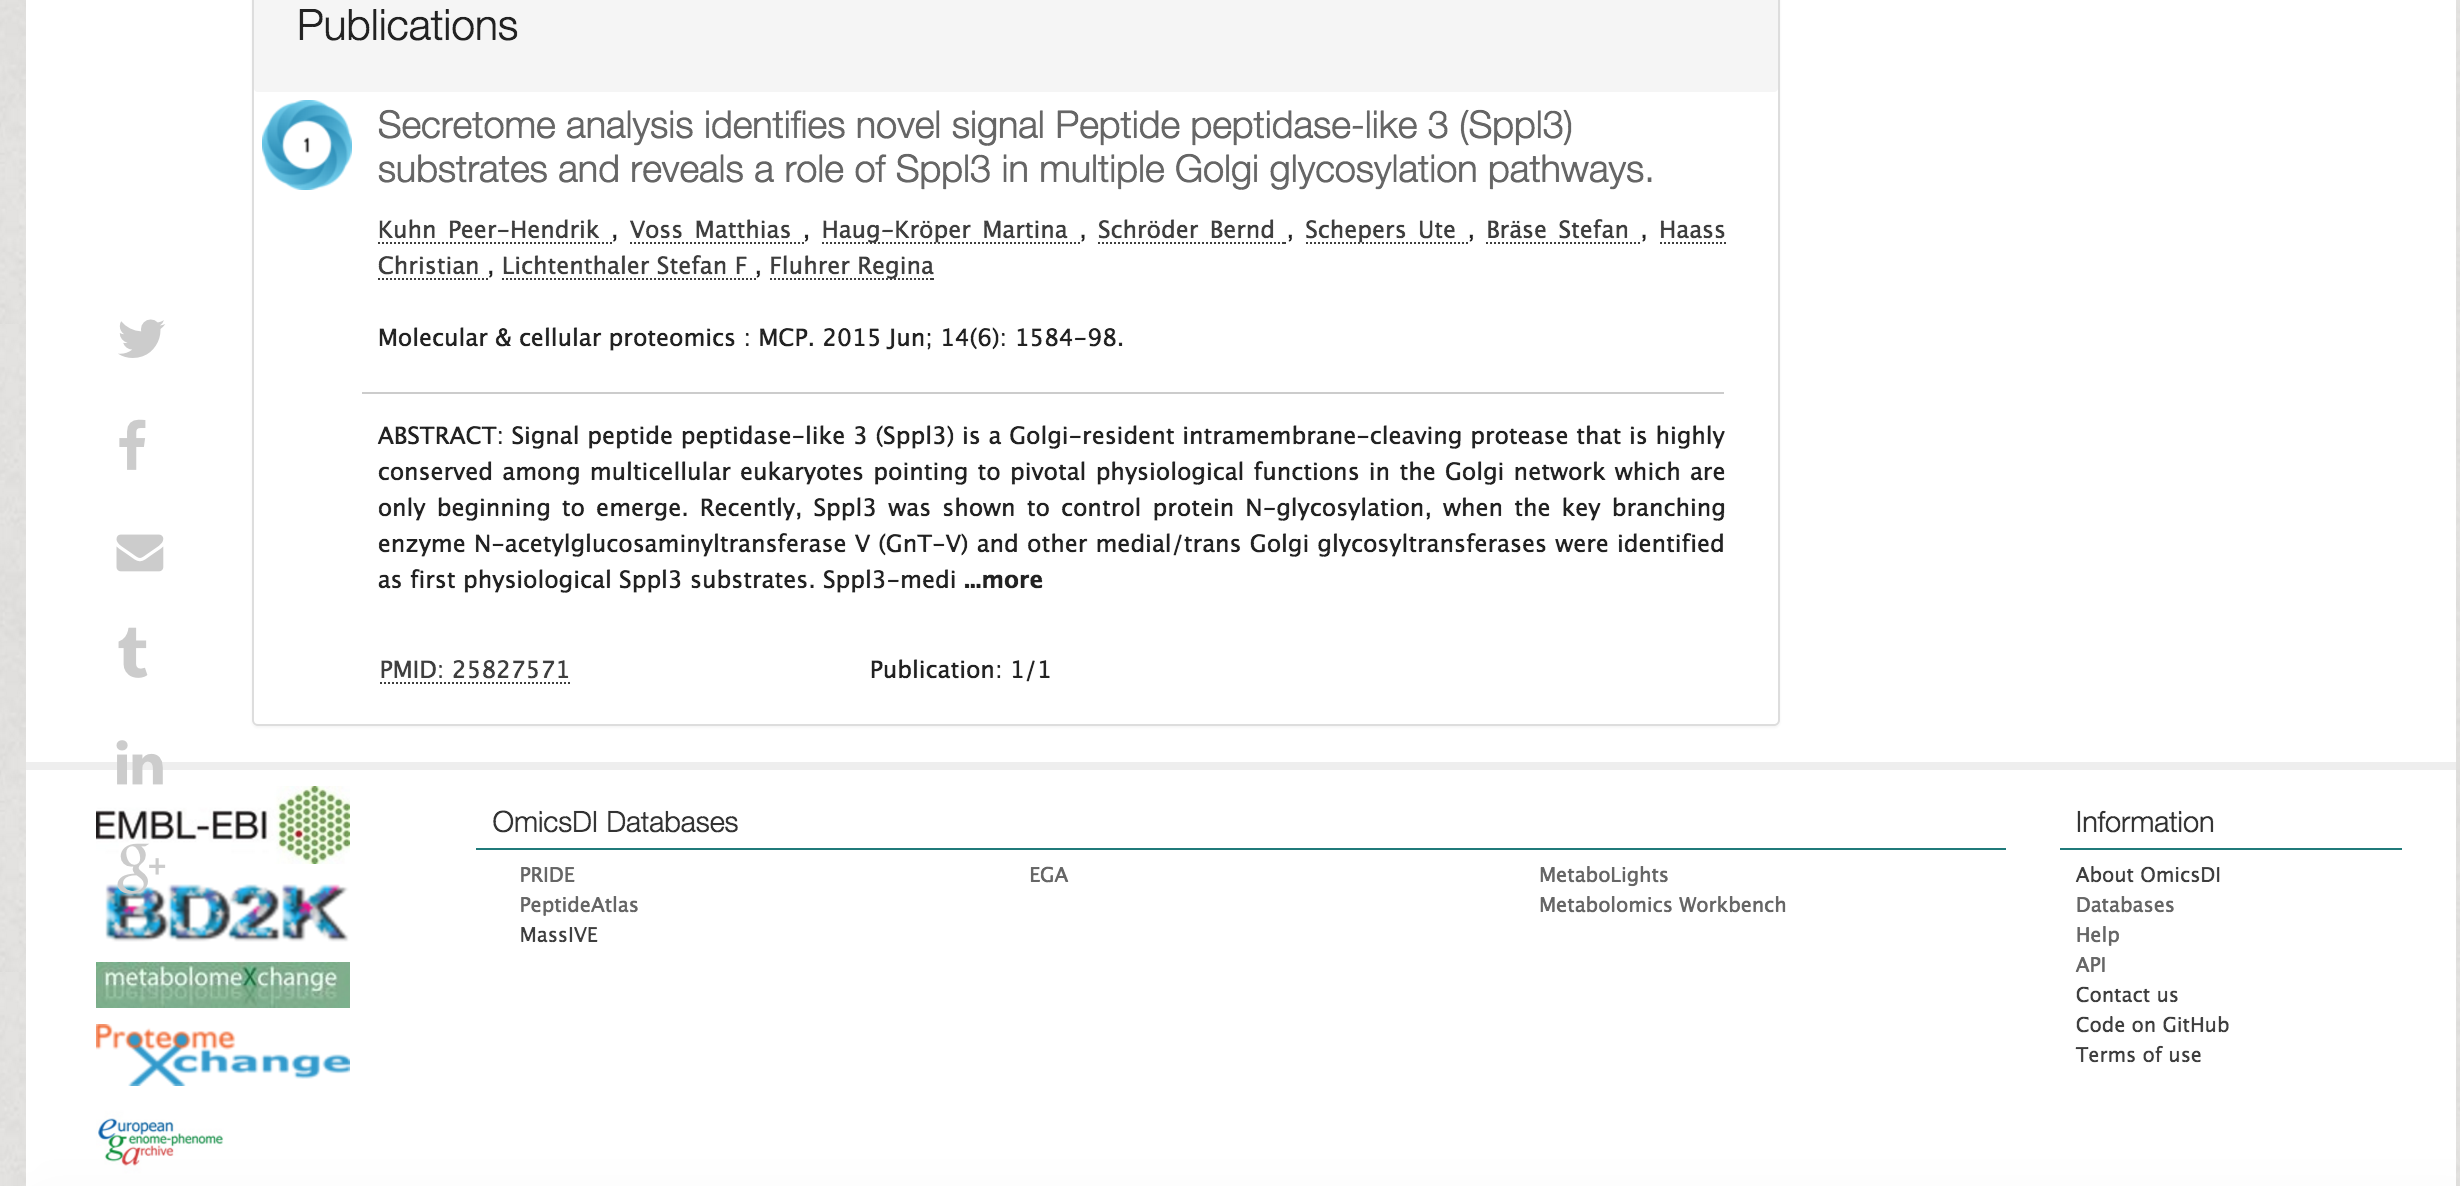 Publications
1
Secretome analysis identifies novel signal Peptide peptidase-like 3 (Sppl3)
substrates and reveals a role of Sppl3 in multiple Golgi glycosylation pathways.
Kuhn Peer-Hendrik , Voss Matthias , Haug-Kröper Martina , Schröder Bernd , Schepers Ute , Bräse Stefan , Haass
Christian , Lichtenthaler Stefan F , Fluhrer Regina
Molecular & cellular proteomics : MCP. 2015 Jun; 14(6): 1584-98.
ABSTRACT: Signal peptide peptidase-like 3 (Sppl3) is a Golgi-resident intramembrane-cleaving protease that is highly
conserved among multicellular eukaryotes pointing to pivotal physiological functions in the Golgi network which are
only beginning to emerge. Recently, Sppl3 was shown to control protein N-glycosylation, when the key branching
enzyme N-acetylglucosaminyltransferase V (GnT-V) and other medial/trans Golgi glycosyltransferases were identified
as first physiological Sppl3 substrates. Sppl3-medi ...more
PMID: 25827571 Publication: 1/1
in
EMBL-EBI
g+
BD2K
metabolomeXchange
Proteome
Xchange
european
genome-phenome
archive
OmicsDI Databases
PRIDE
PeptideAtlas
MassIVE
EGA
MetaboLights
Metabolomics Workbench
Information
About OmicsDI
Databases
Help
API
Contact us
Code on GitHub
Terms of use